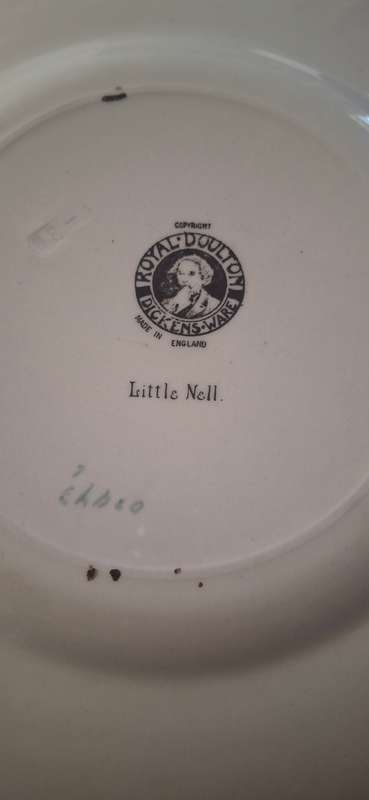 COPYRIGHT
ROYAL·DOULTON
DICKENS·WARE
MADE IN ENGLAND
Little Nell.